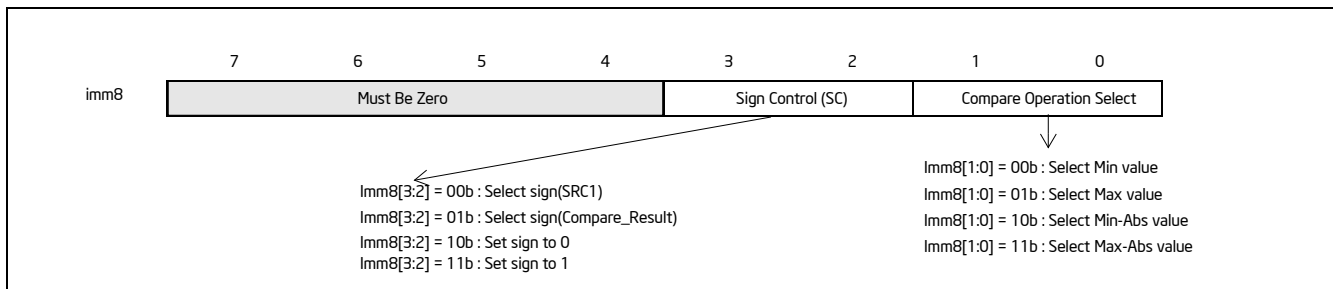 7 6 5 4 3 2 1 0
imm8 Must Be Zero Sign Control (SC) Compare Operation Select
Imm8[3:2] = 00b : Select sign(SRC1)
Imm8[3:2] = 01b : Select sign(Compare_Result)
Imm8[3:2] = 10b : Set sign to 0
Imm8[3:2] = 11b : Set sign to 1
Imm8[1:0] = 00b : Select Min value
Imm8[1:0] = 01b : Select Max value
Imm8[1:0] = 10b : Select Min-Abs value
Imm8[1:0] = 11b : Select Max-Abs value